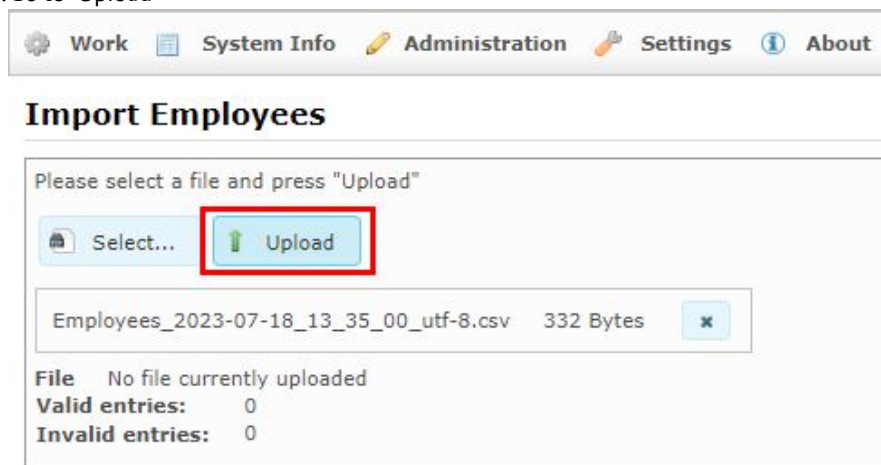 Work System Info Administration Settings About
Import Employees
Please select a file and press "Upload"
Select... Upload
Employees_2023-07-18_13_35_00_utf-8.csv 332 Bytes x
File No file currently uploaded
Valid entries: 0
Invalid entries: 0